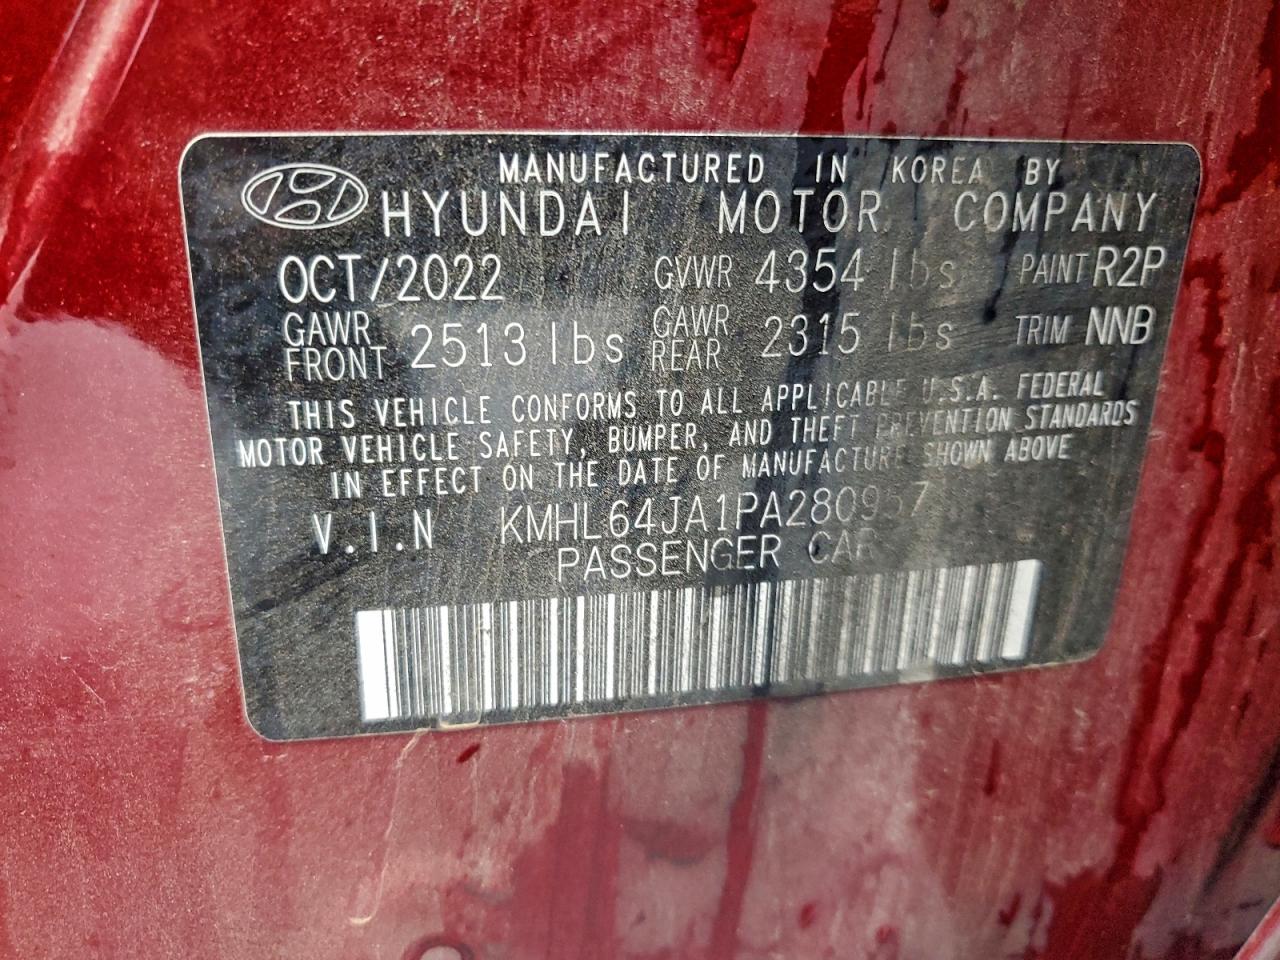 MANUFACTURED IN KOREA BY
HYUNDAI MOTOR COMPANY
OCT/2022 GVWR 4354 lbs PAINT R2P
GAWR FRONT 2513 lbs GAWR REAR 2315 lbs TRIM NNB
THIS VEHICLE CONFORMS TO ALL APPLICABLE U.S.A. FEDERAL
MOTOR VEHICLE SAFETY, BUMPER, AND THEFT PREVENTION STANDARDS
IN EFFECT ON THE DATE OF MANUFACTURE SHOWN ABOVE
V.I.N KMHL64JA1PA280957
PASSENGER CAR